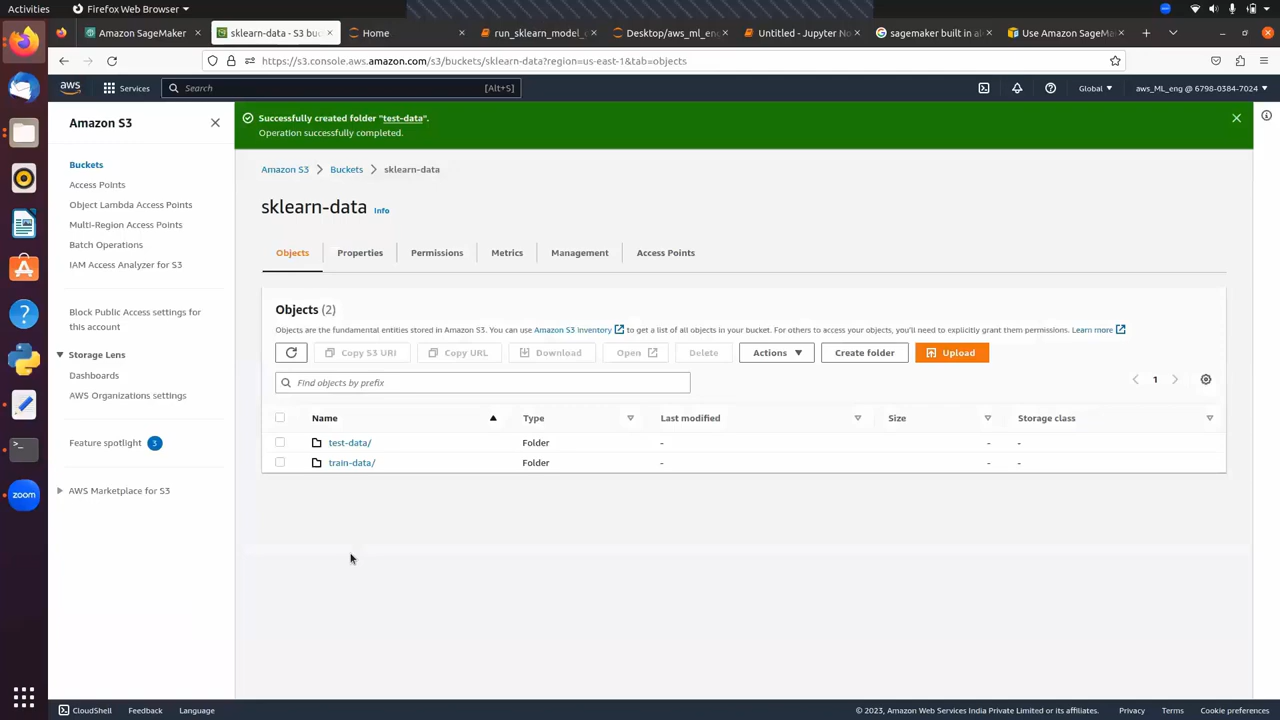 Activities
Firefox Web Browser
Amazon SageMaker
sklearn-data - S3 buc
Home
run_sklearn_model_c
Desktop/aws_ml_en
Untitled - Jupyter No
sagemaker built in al
Use Amazon SageMa
https://s3.console.aws.amazon.com/s3/buckets/sklearn-data?region=us-east-1&tab=objects
aws
Services
Search
[Alt+S]
Global
aws_ML_eng @ 6798-0384-7024
Amazon S3
Buckets
Access Points
Object Lambda Access Points
Multi-Region Access Points
Batch Operations
IAM Access Analyzer for S3
Block Public Access settings for
this account
Storage Lens
Dashboards
AWS Organizations settings
Feature spotlight 3
AWS Marketplace for S3
Successfully created folder "test-data".
Operation successfully completed.
Amazon S3 > Buckets > sklearn-data
sklearn-data Info
Objects
Properties
Permissions
Metrics
Management
Access Points
Objects (2)
Objects are the fundamental entities stored in Amazon S3. You can use Amazon S3 inventory to get a list of all objects in your bucket. For others to access your objects, you'll need to explicitly grant them permissions. Learn more
Copy S3 URI
Copy URL
Download
Open
Delete
Actions
Create folder
Upload
Find objects by prefix
1
Name Type Last modified Size Storage class
test-data/ Folder - - -
train-data/ Folder - - -
zoom
CloudShell
Feedback
Language
© 2023, Amazon Web Services India Private Limited or its affiliates.
Privacy
Terms
Cookie preferences